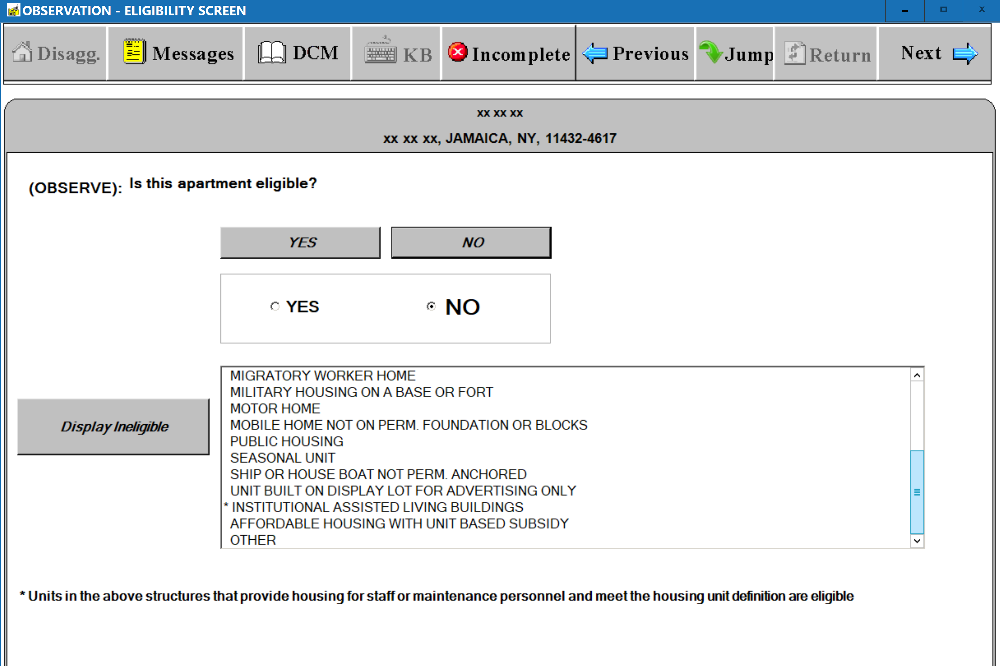 OBSERVATION - ELIGIBILITY SCREEN
Disagg. Messages DCM KB Incomplete Previous Jump Return Next
xx xx xx
xx xx xx, JAMAICA, NY, 11432-4617
(OBSERVE): Is this apartment eligible?
YES NO
YES NO
MIGRATORY WORKER HOME
MILITARY HOUSING ON A BASE OR FORT
MOTOR HOME
MOBILE HOME NOT ON PERM. FOUNDATION OR BLOCKS
PUBLIC HOUSING
SEASONAL UNIT
SHIP OR HOUSE BOAT NOT PERM. ANCHORED
UNIT BUILT ON DISPLAY LOT FOR ADVERTISING ONLY
* INSTITUTIONAL ASSISTED LIVING BUILDINGS
AFFORDABLE HOUSING WITH UNIT BASED SUBSIDY
OTHER
Display Ineligible
* Units in the above structures that provide housing for staff or maintenance personnel and meet the housing unit definition are eligible